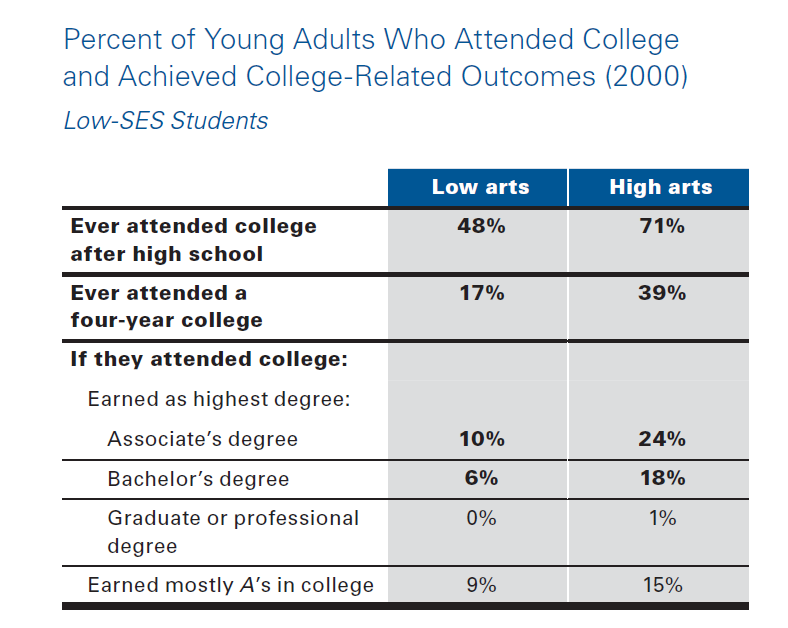 Percent of Young Adults Who Attended College
and Achieved College-Related Outcomes (2000)
Low-SES Students
Low arts High arts
Ever attended college 48% 71%
after high school
Ever attended a 17% 39%
four-year college
If they attended college:
Earned as highest degree:
Associate’s degree 10% 24%
Bachelor’s degree 6% 18%
Graduate or professional 0% 1%
degree
Earned mostly A’s in college 9% 15%